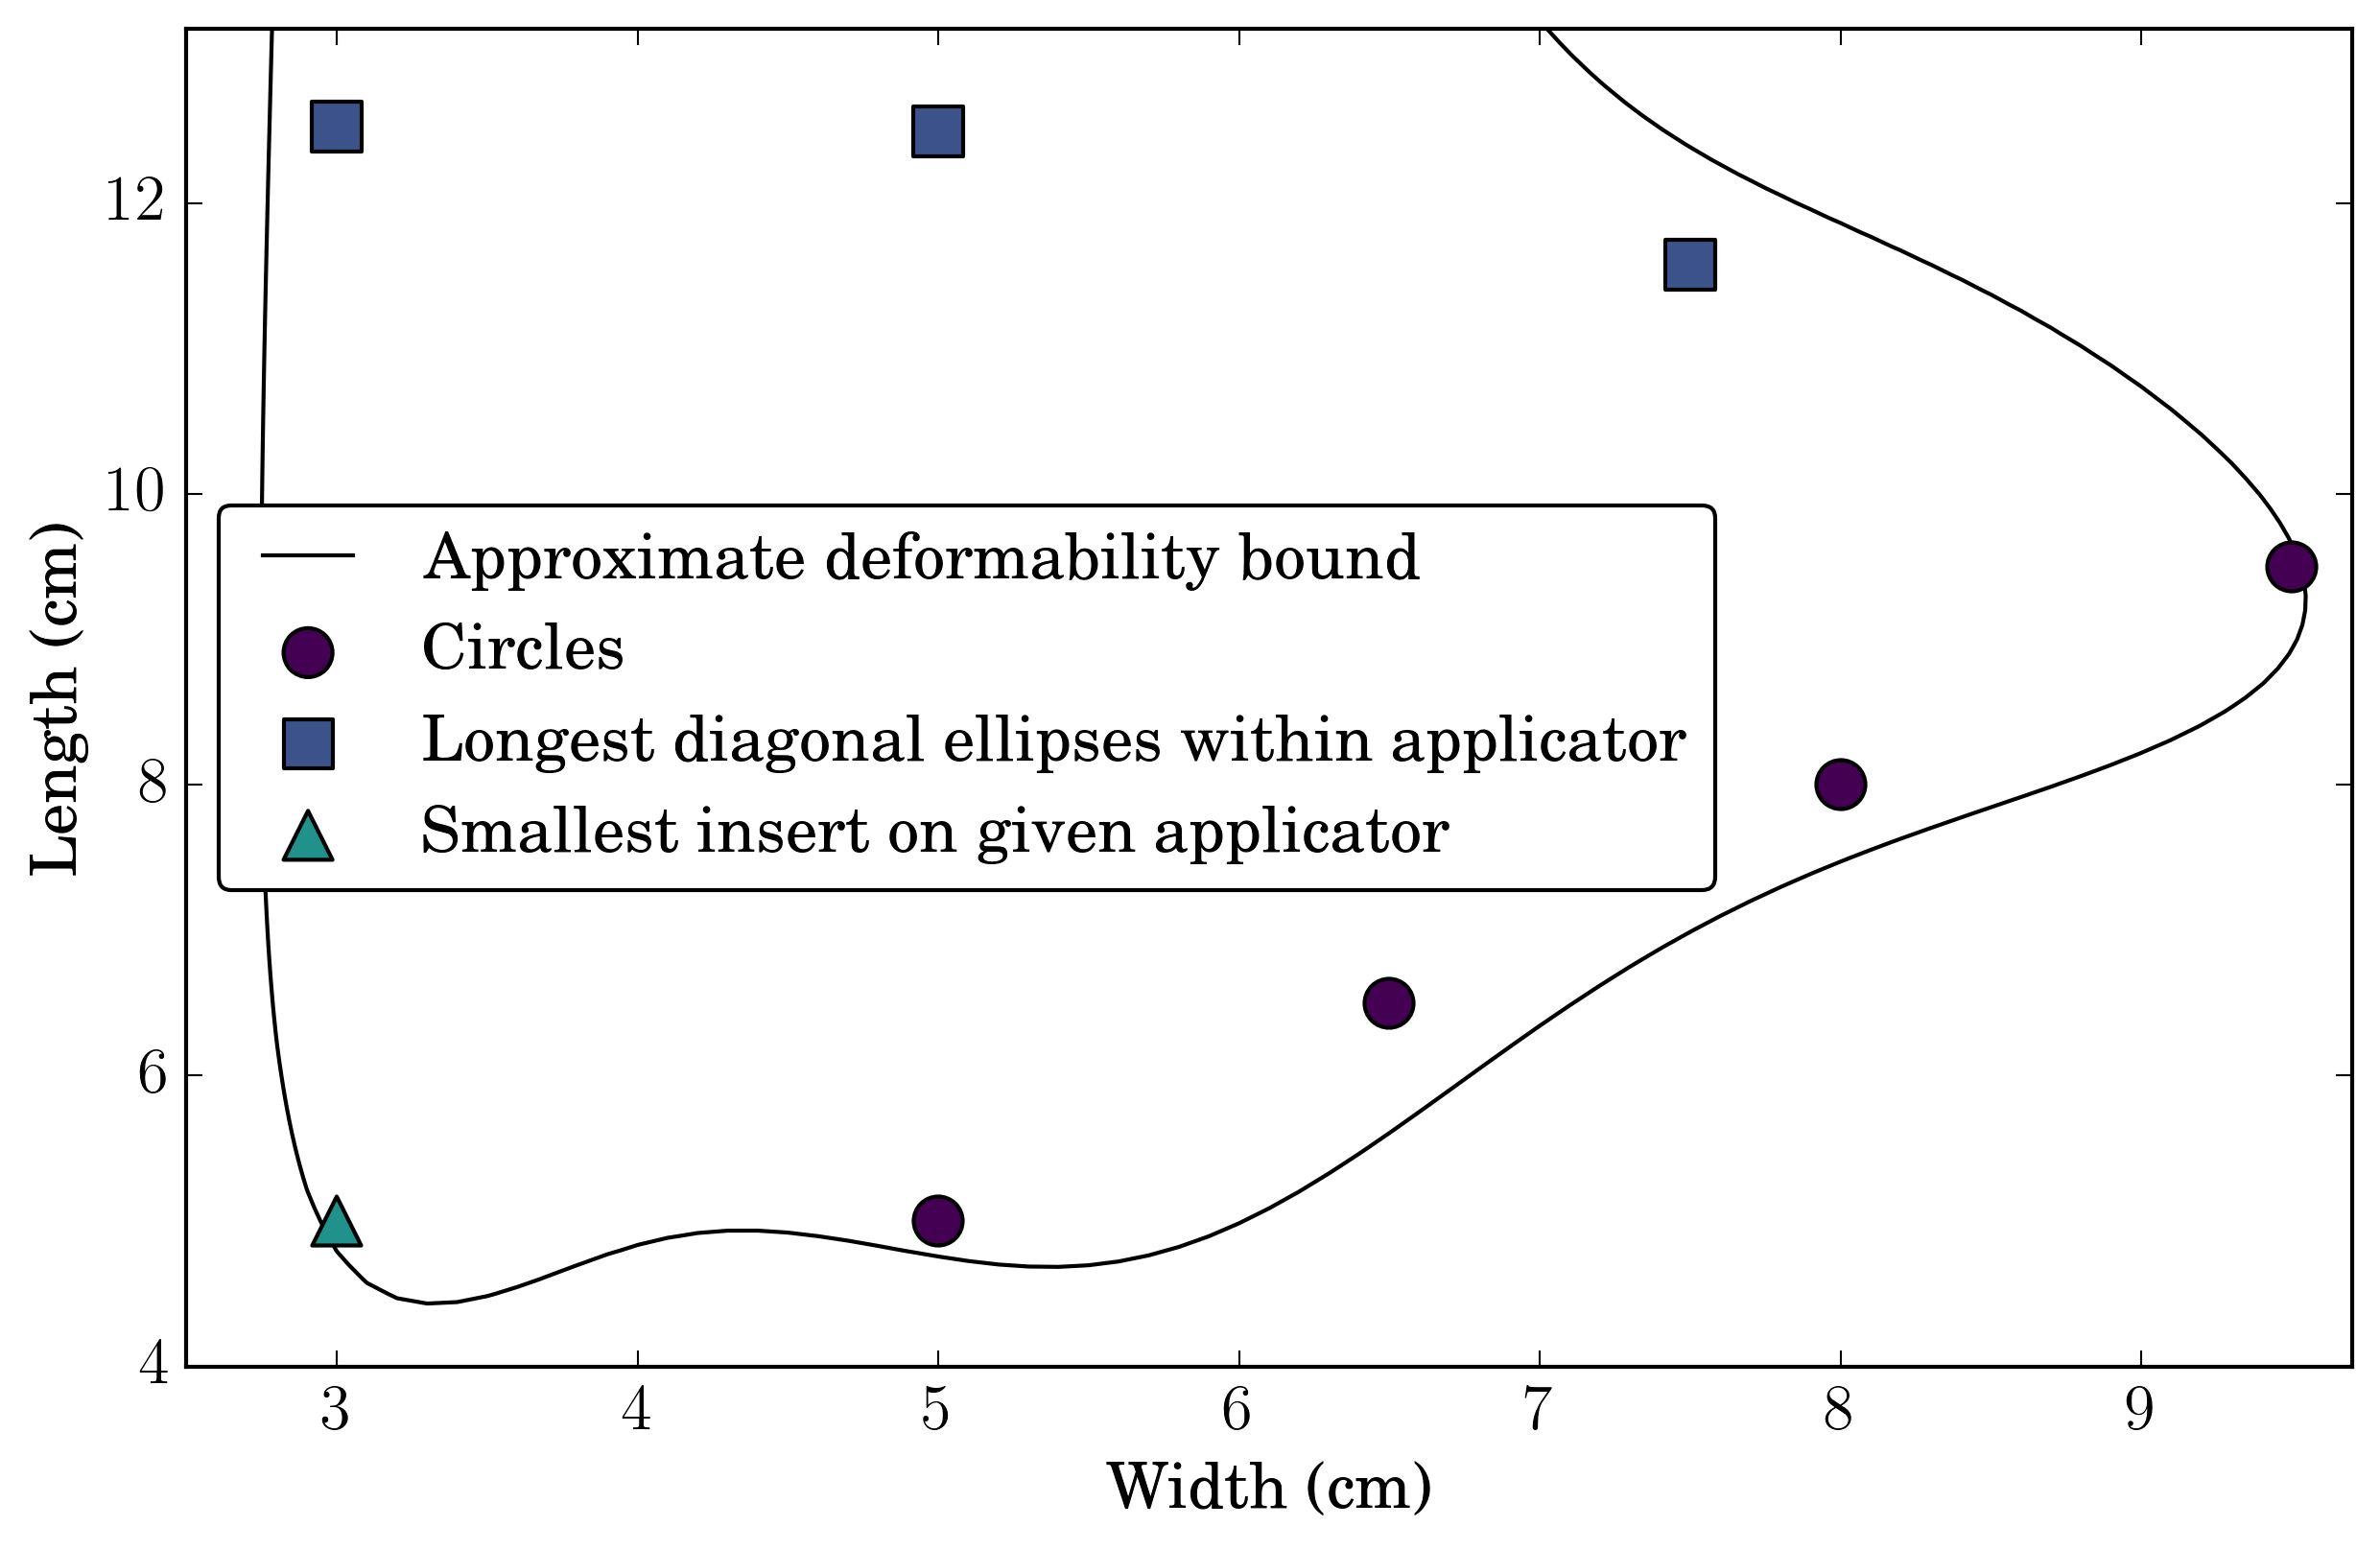 12
10
8
6
4
Length (cm)
Approximate deformability bound
Circles
Longest diagonal ellipses within applicator
Smallest insert on given applicator
3 4 5 6 7 8 9
Width (cm)